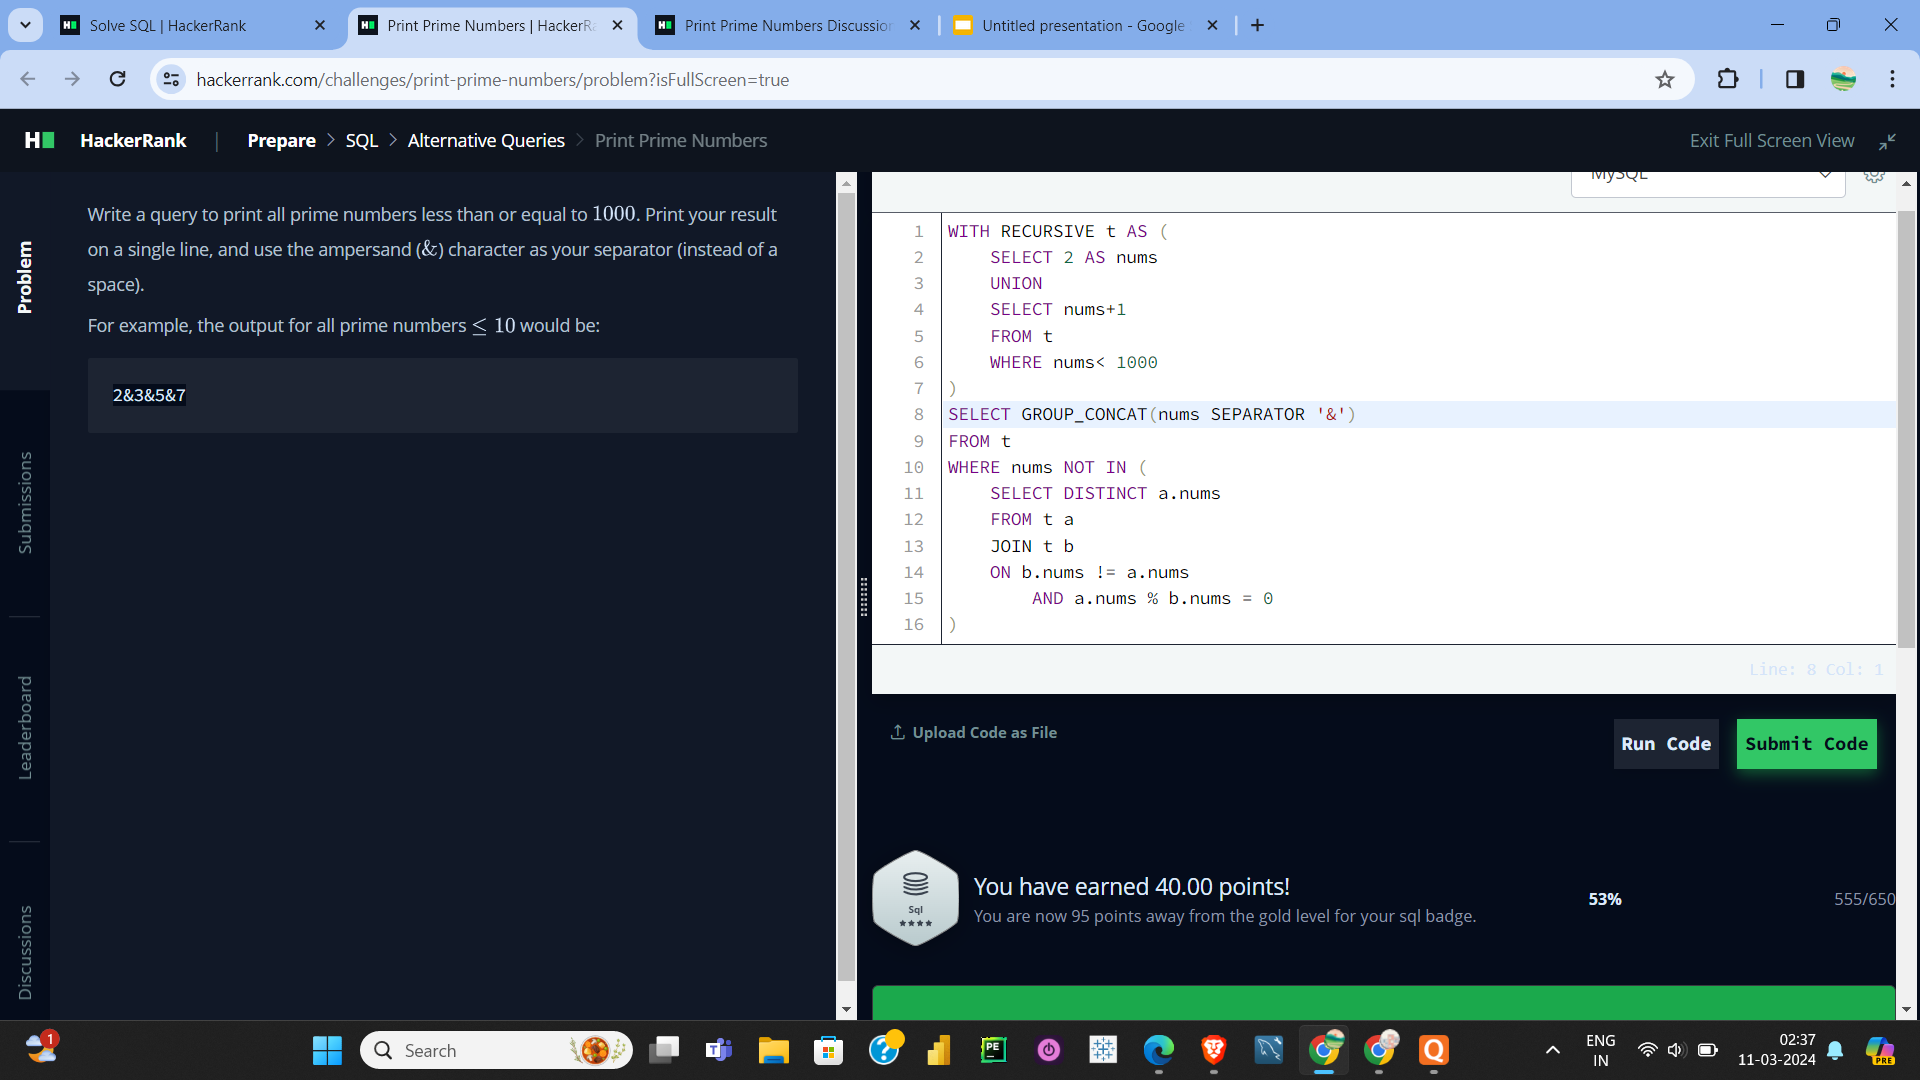 Solve SQL | HackerRank
Print Prime Numbers | HackerRa
Print Prime Numbers Discussion
Untitled presentation - Google
hackerrank.com/challenges/print-prime-numbers/problem?isFullScreen=true
HackerRank | Prepare > SQL > Alternative Queries > Print Prime Numbers
Exit Full Screen View
Problem
Submissions
Leaderboard
Discussions
Write a query to print all prime numbers less than or equal to 1000. Print your result
on a single line, and use the ampersand (&) character as your separator (instead of a
space).
For example, the output for all prime numbers ≤ 10 would be:
2&3&5&7
MySQL
1 WITH RECURSIVE t AS (
2 SELECT 2 AS nums
3 UNION
4 SELECT nums+1
5 FROM t
6 WHERE nums< 1000
7 )
8 SELECT GROUP_CONCAT(nums SEPARATOR '&')
9 FROM t
10 WHERE nums NOT IN (
11 SELECT DISTINCT a.nums
12 FROM t a
13 JOIN t b
14 ON b.nums != a.nums
15 AND a.nums % b.nums = 0
16 )
Line: 8 Col: 1
Upload Code as File
Run Code
Submit Code
Sql
You have earned 40.00 points!
You are now 95 points away from the gold level for your sql badge.
53%
555/650
1
Search
PE
ENG
IN
02:37
11-03-2024
PRE